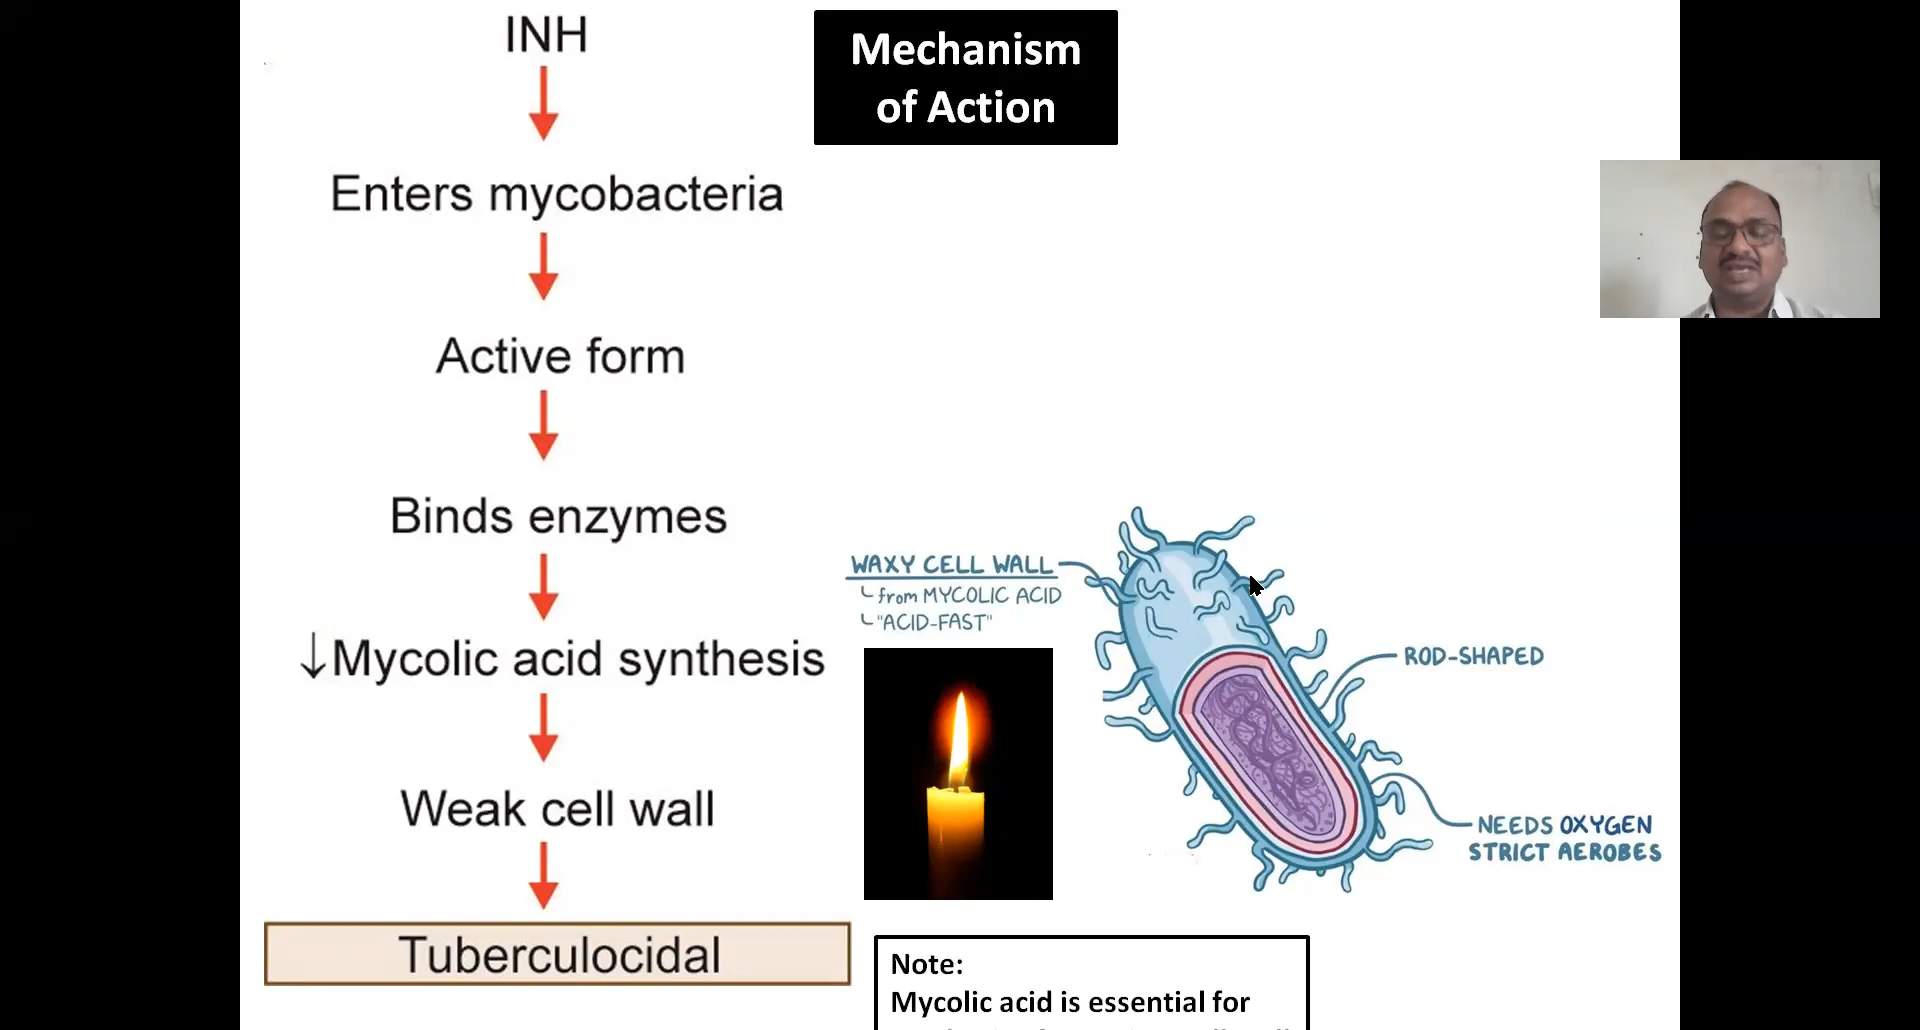 INH
Enters mycobacteria
Active form
Binds enzymes
↓Mycolic acid synthesis
Weak cell wall
Tuberculocidal
Mechanism
of Action
WAXY CELL WALL
from MYCOLIC ACID
"ACID-FAST"
ROD-SHAPED
NEEDS OXYGEN
STRICT AEROBES
Note:
Mycolic acid is essential for